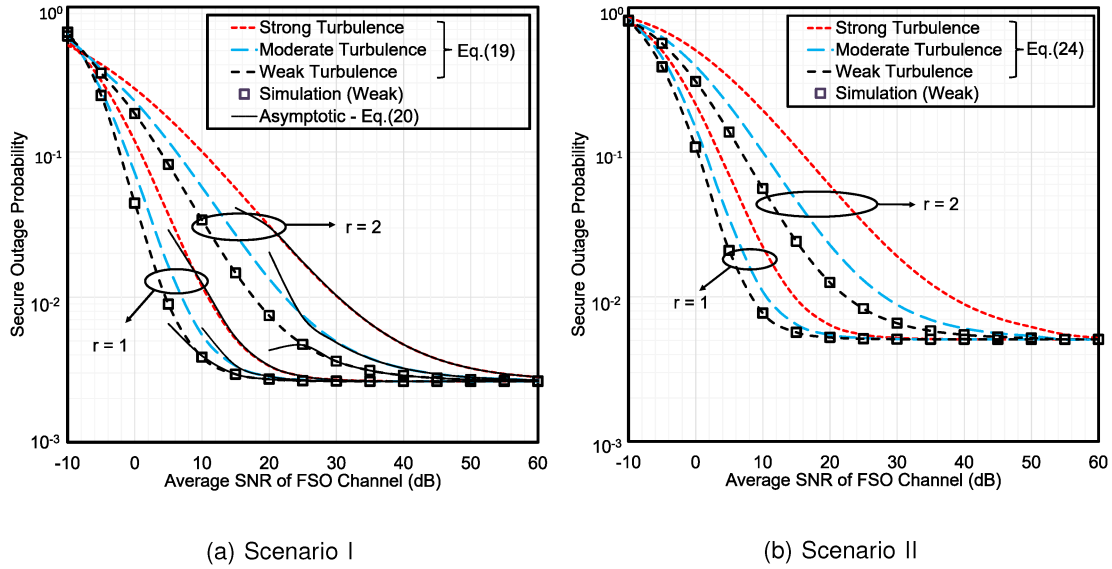 10^0
10^-1
10^-2
10^-3
Secure Outage Probability
Strong Turbulence
Moderate Turbulence
Weak Turbulence
Eq.(19)
Simulation (Weak)
Asymptotic - Eq.(20)
r = 2
r = 1
-10 0 10 20 30 40 50 60
Average SNR of FSO Channel (dB)
(a) Scenario I
10^0
10^-1
10^-2
10^-3
Secure Outage Probability
Strong Turbulence
Moderate Turbulence
Weak Turbulence
Eq.(24)
Simulation (Weak)
r = 2
r = 1
-10 0 10 20 30 40 50 60
Average SNR of FSO Channel (dB)
(b) Scenario II